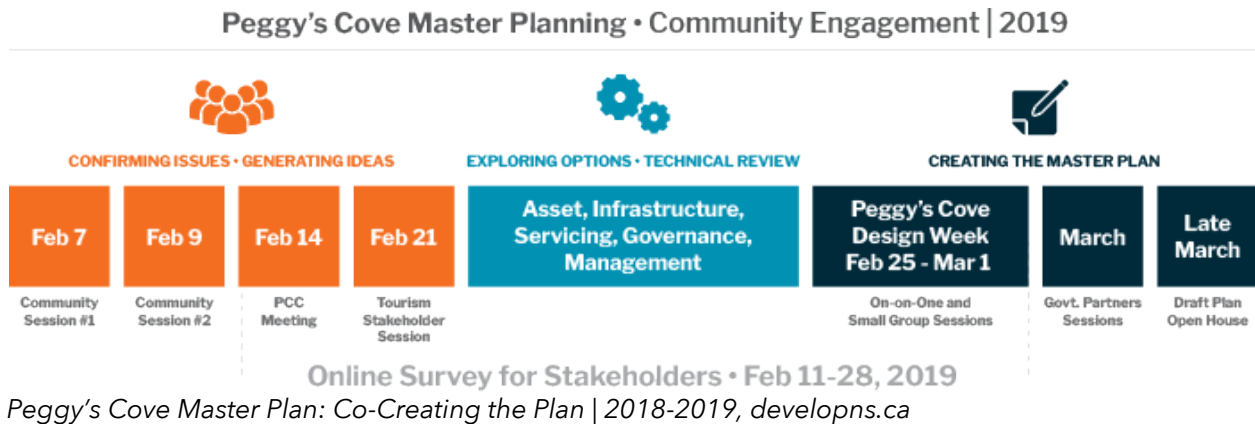 Peggy's Cove Master Planning • Community Engagement | 2019
CONFIRMING ISSUES • GENERATING IDEAS
Feb 7
Community
Session #1
Feb 9
Community
Session #2
Feb 14
PCC
Meeting
Feb 21
Tourism
Stakeholder
Session
EXPLORING OPTIONS • TECHNICAL REVIEW
Asset, Infrastructure,
Servicing, Governance,
Management
CREATING THE MASTER PLAN
Peggy's Cove
Design Week
Feb 25 - Mar 1
On-on-One and
Small Group Sessions
March
Govt. Partners
Sessions
Late
March
Draft Plan
Open House
Online Survey for Stakeholders • Feb 11-28, 2019
Peggy's Cove Master Plan: Co-Creating the Plan | 2018-2019, developns.ca